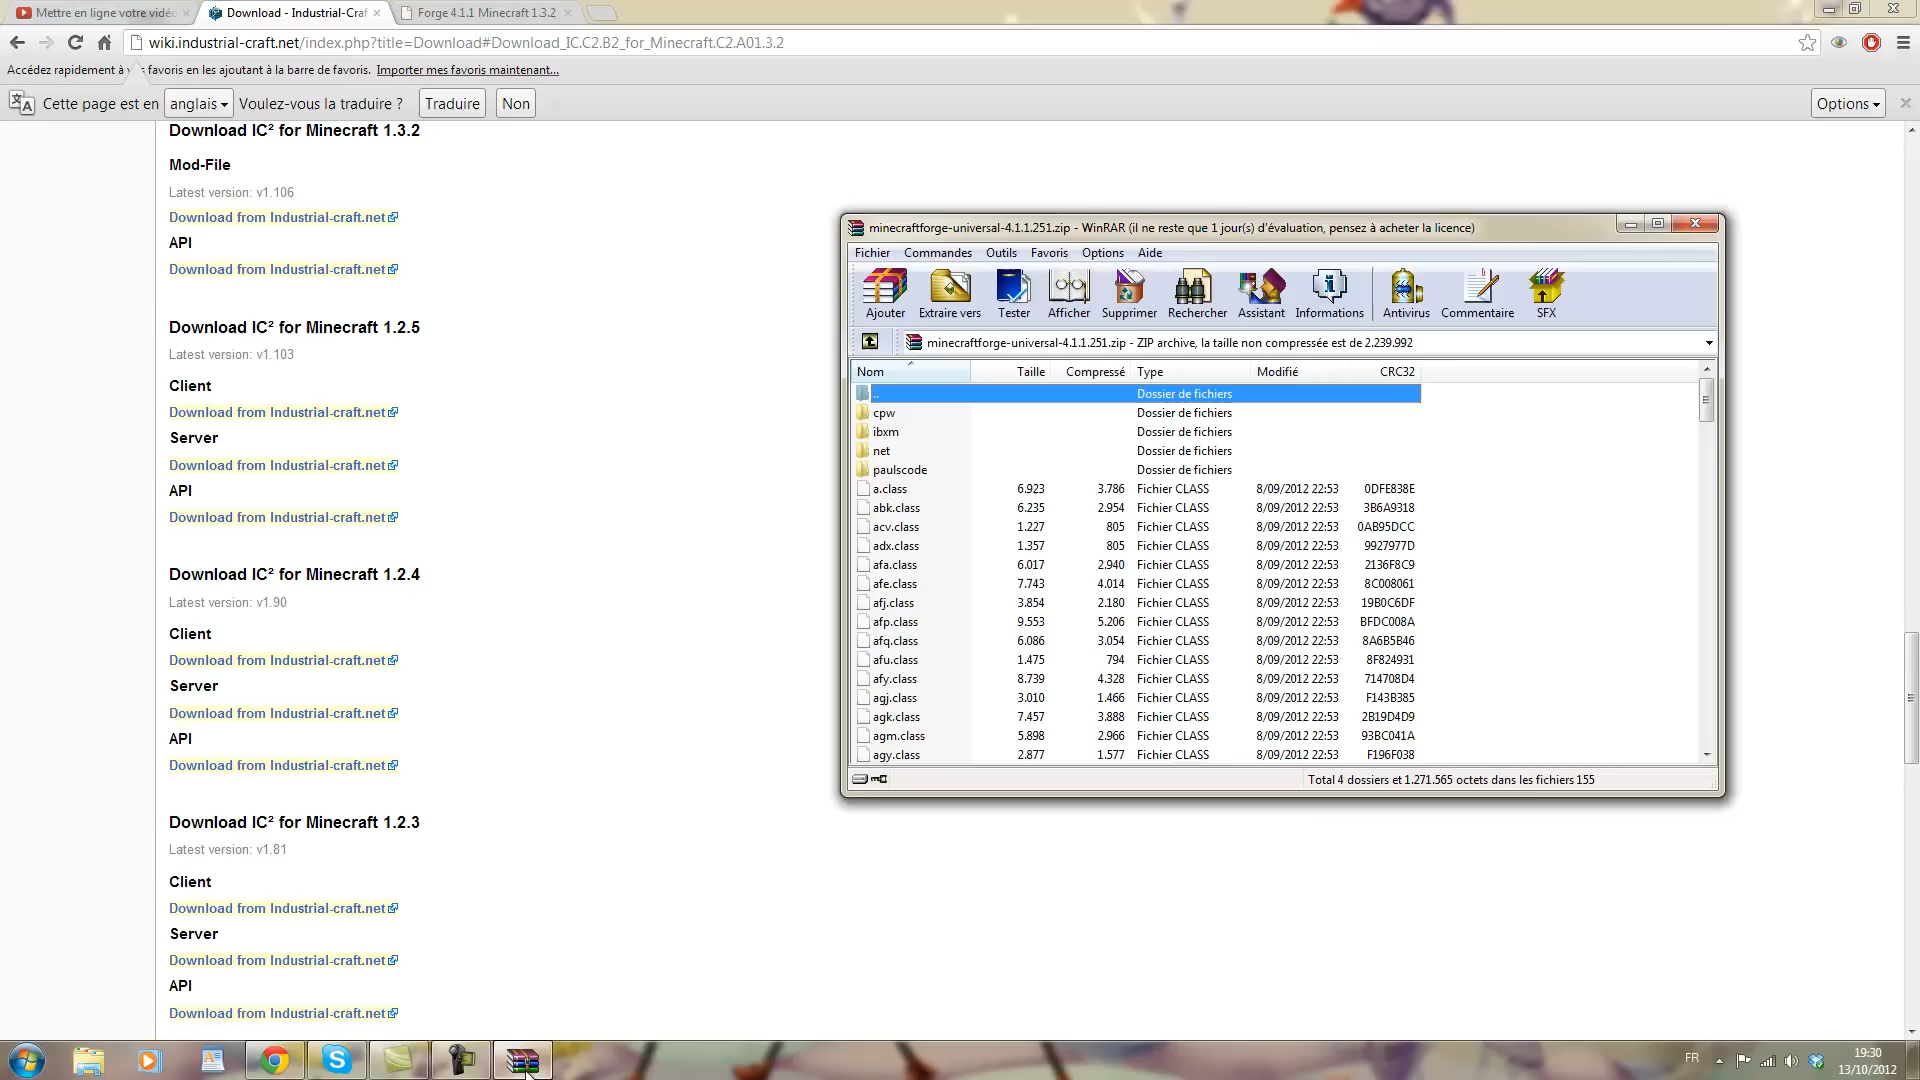 Mettre en ligne votre vidéo
Download - Industrial-Craf
Forge 4.1.1 Minecraft 1.3.2
wiki.industrial-craft.net/index.php?title=Download#Download_IC.C2.B2_for_Minecraft.C2.A01.3.2
Accédez rapidement à v s favoris en les ajoutant à la barre de favoris. Importer mes favoris maintenant...
Cette page est en anglais Voulez-vous la traduire ? Traduire Non Options
Download IC² for Minecraft 1.3.2
Mod-File
Latest version: v1.106
Download from Industrial-craft.net
API
Download from Industrial-craft.net
Download IC² for Minecraft 1.2.5
Latest version: v1.103
Client
Download from Industrial-craft.net
Server
Download from Industrial-craft.net
API
Download from Industrial-craft.net
Download IC² for Minecraft 1.2.4
Latest version: v1.90
Client
Download from Industrial-craft.net
Server
Download from Industrial-craft.net
API
Download from Industrial-craft.net
Download IC² for Minecraft 1.2.3
Latest version: v1.81
Client
Download from Industrial-craft.net
Server
Download from Industrial-craft.net
API
Download from Industrial-craft.net
minecraftforge-universal-4.1.1.251.zip - WinRAR (il ne reste que 1 jour(s) d'évaluation, pensez à acheter la licence)
Fichier Commandes Outils Favoris Options Aide
Ajouter Extraire vers Tester Afficher Supprimer Rechercher Assistant Informations Antivirus Commentaire SFX
minecraftforge-universal-4.1.1.251.zip - ZIP archive, la taille non compressée est de 2.239.992
Nom Taille Compressé Type Modifié CRC32
.. Dossier de fichiers
cpw Dossier de fichiers
ibxm Dossier de fichiers
net Dossier de fichiers
paulscode Dossier de fichiers
a.class 6.923 3.786 Fichier CLASS 8/09/2012 22:53 0DFE838E
abk.class 6.235 2.954 Fichier CLASS 8/09/2012 22:53 3B6A9318
acv.class 1.227 805 Fichier CLASS 8/09/2012 22:53 0AB95DCC
adx.class 1.357 805 Fichier CLASS 8/09/2012 22:53 9927977D
afa.class 6.017 2.940 Fichier CLASS 8/09/2012 22:53 2136F8C9
afe.class 7.743 4.014 Fichier CLASS 8/09/2012 22:53 8C008061
afj.class 3.854 2.180 Fichier CLASS 8/09/2012 22:53 19B0C6DF
afp.class 9.553 5.206 Fichier CLASS 8/09/2012 22:53 BFDC008A
afq.class 6.086 3.054 Fichier CLASS 8/09/2012 22:53 8A6B5B46
afu.class 1.475 794 Fichier CLASS 8/09/2012 22:53 8F824931
afy.class 8.739 4.328 Fichier CLASS 8/09/2012 22:53 714708D4
agj.class 3.010 1.466 Fichier CLASS 8/09/2012 22:53 F143B385
agk.class 7.457 3.888 Fichier CLASS 8/09/2012 22:53 2B19D4D9
agm.class 5.898 2.966 Fichier CLASS 8/09/2012 22:53 93BC041A
agy.class 2.877 1.577 Fichier CLASS 8/09/2012 22:53 F196F038
Total 4 dossiers et 1.271.565 octets dans les fichiers 155
FR
19:30
13/10/2012